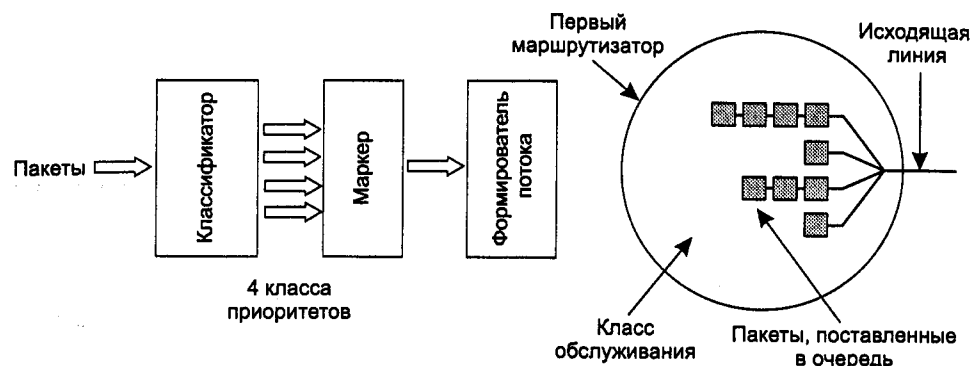 Пакеты
Классификатор
4 класса
приоритетов
Маркер
Формирователь
потока
Первый
маршрутизатор
Исходящая
линия
Класс
обслуживания
Пакеты, поставленные
в очередь